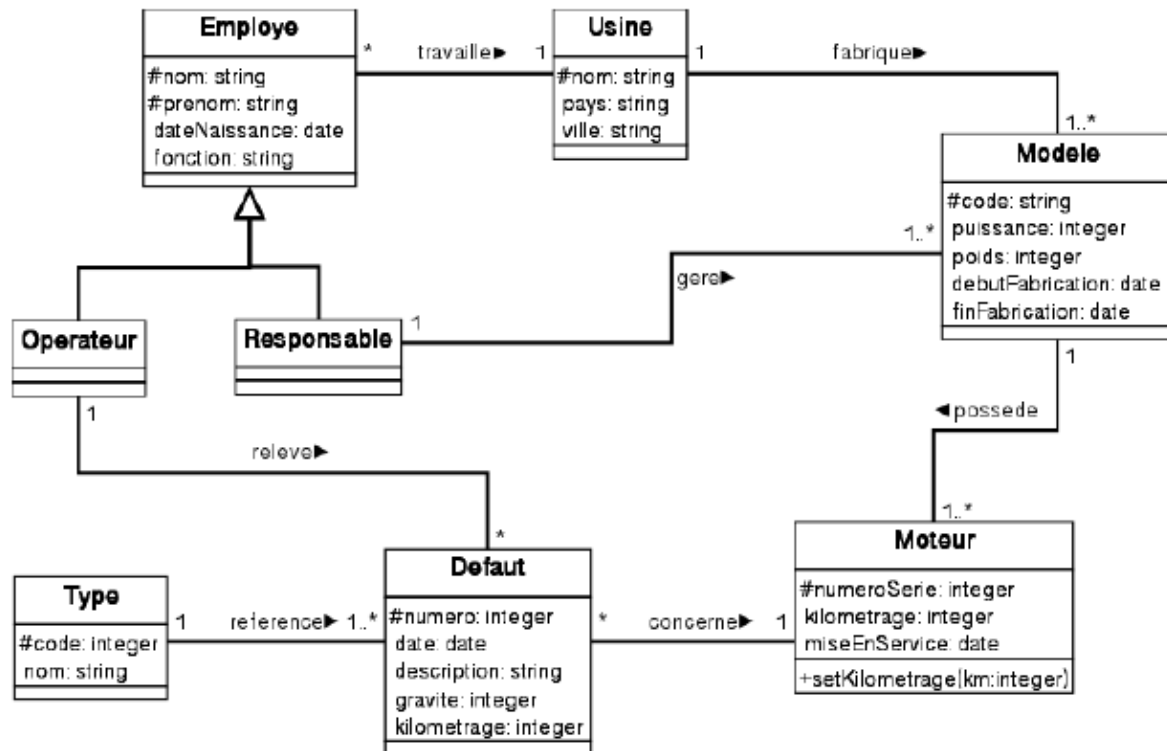 Employe
#nom: string
#prenom: string
dateNaissance: date
fonction: string
* travaille► 1
Usine
#nom: string
pays: string
ville: string
1 fabrique► 1..*
Modele
#code: string
puissance: integer
poids: integer
debutFabrication: date
finFabrication: date
Operateur
Responsable
1 gere► 1..*
1
◄possede
1..*
1
releve►
*
Type
#code: integer
nom: string
1 reference► 1..*
Defaut
#numero: integer
date: date
description: string
gravite: integer
kilometrage: integer
* concerne► 1
Moteur
#numeroSerie: integer
kilometrage: integer
miseEnService: date
+setKilometrage(km:integer)